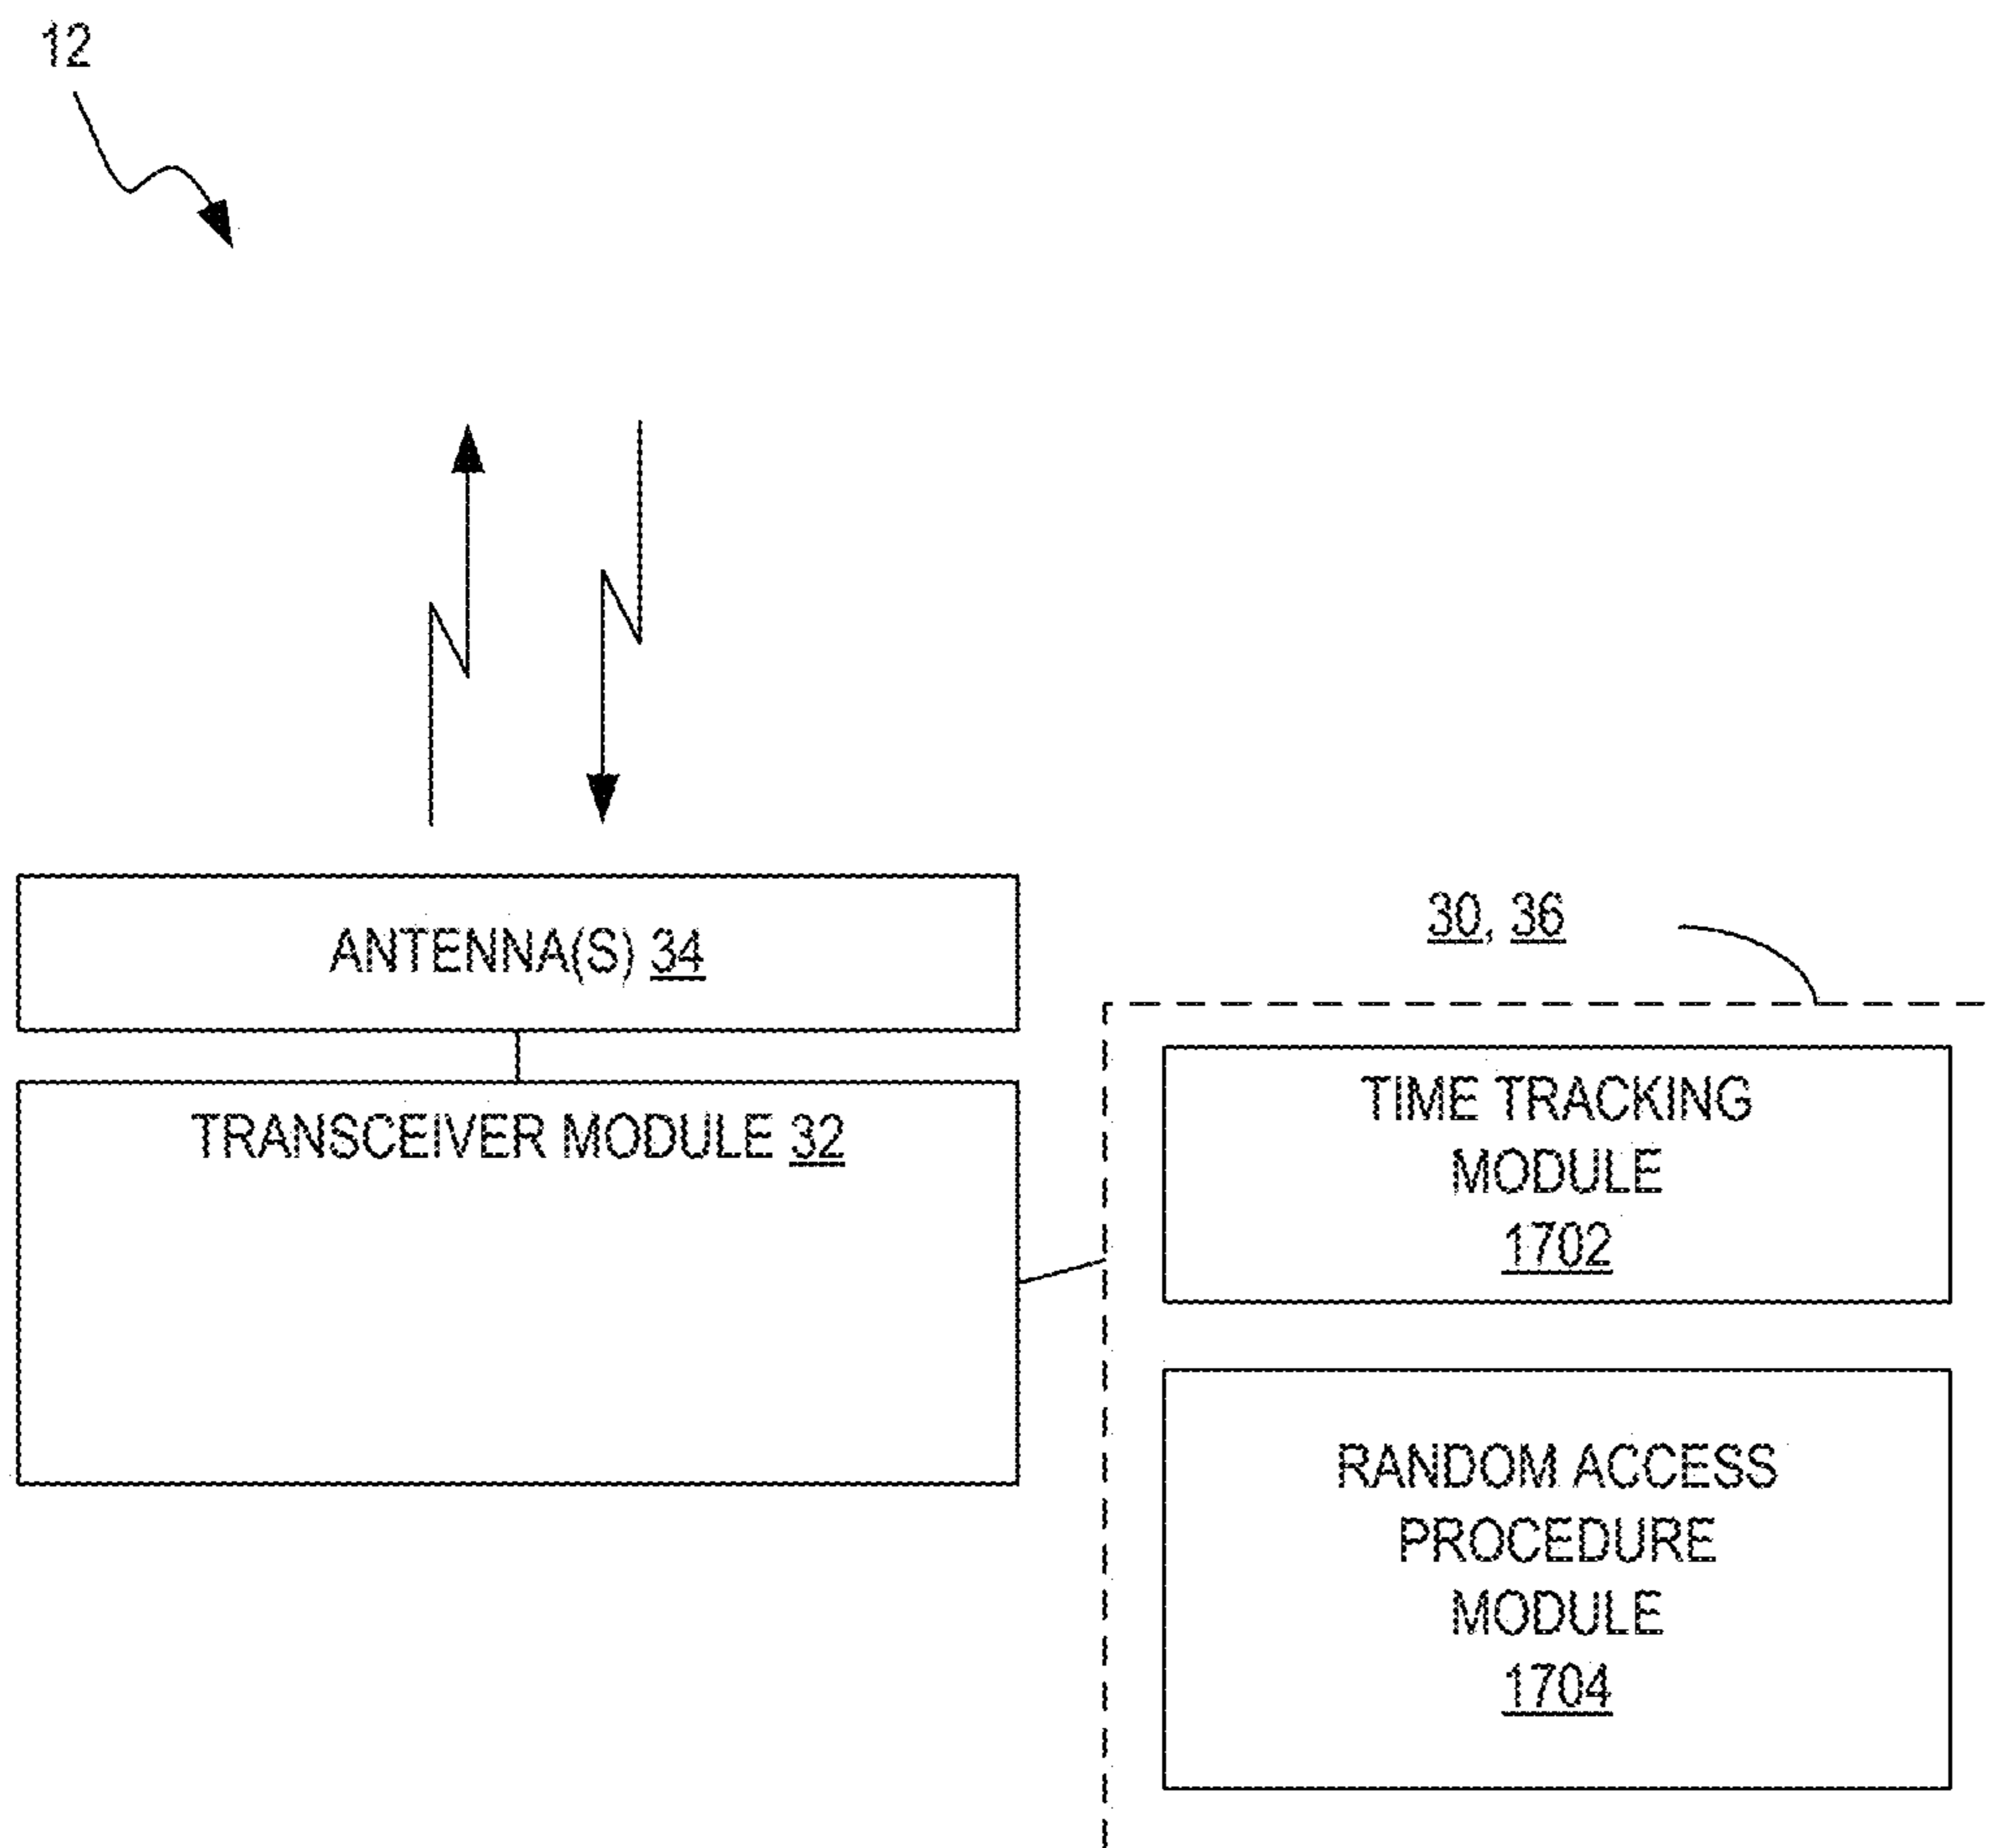 12
ANTENNA(S) 34
30, 36
TRANSCEIVER MODULE 32
TIME TRACKING
MODULE
1702
RANDOM ACCESS
PROCEDURE
MODULE
1704